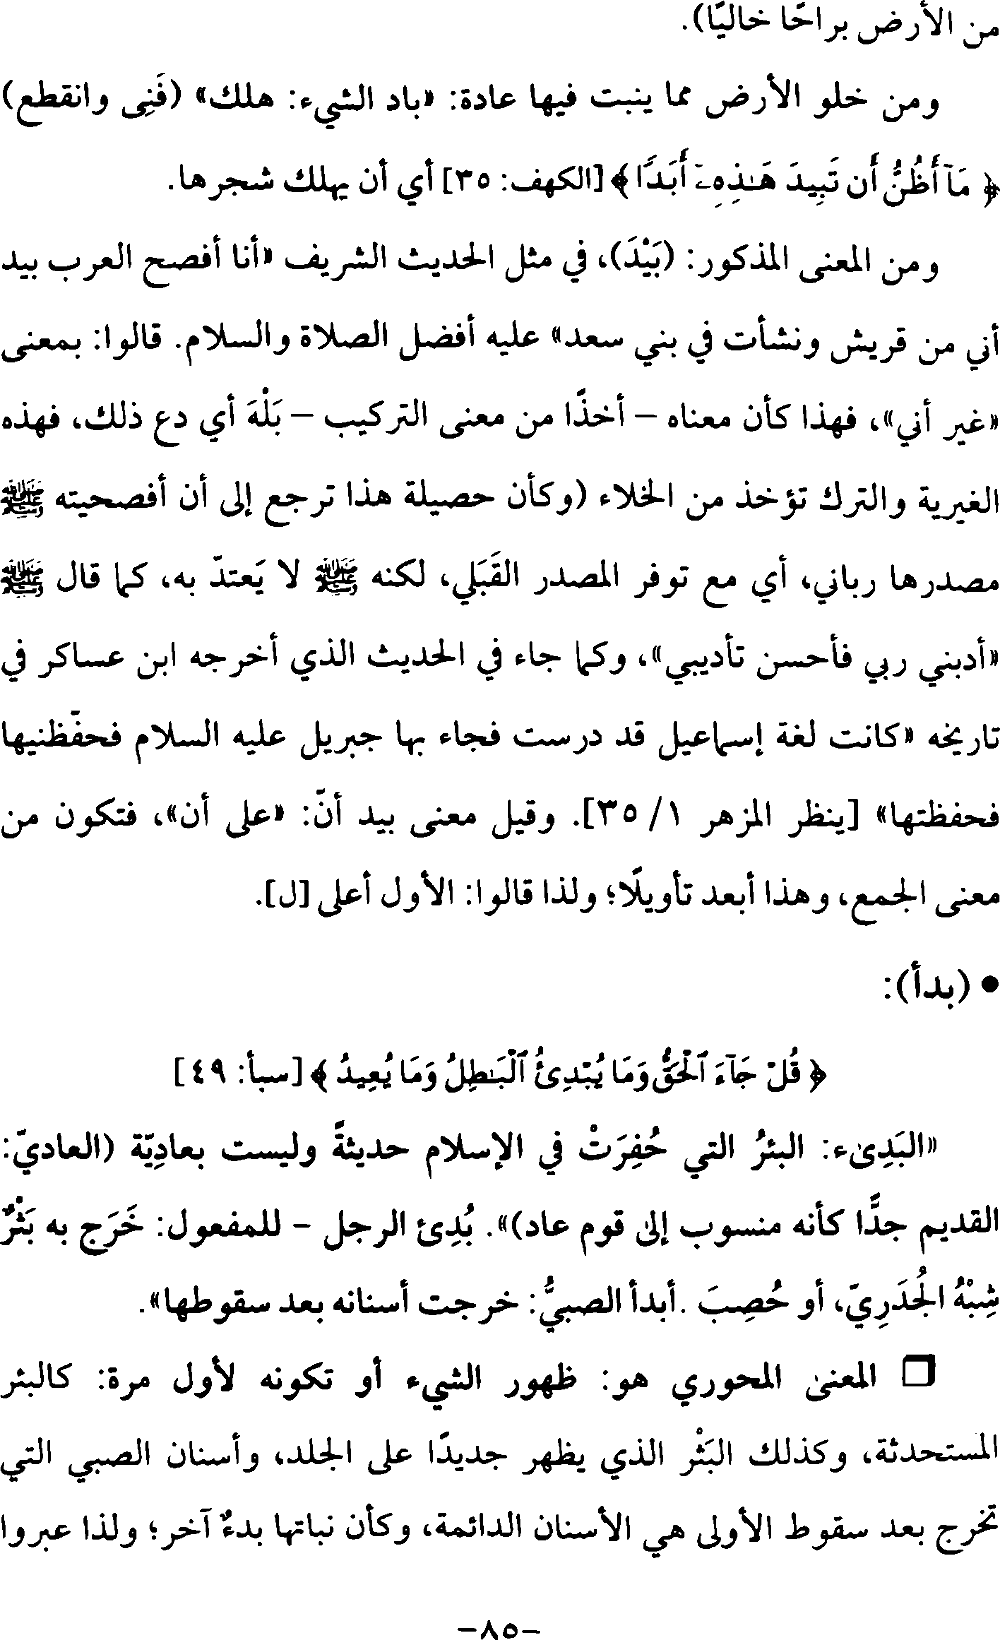 من الأرض براحًا خاليًا).
ومن خلو الأرض مما ينبت فيها عادة: «باد الشيء: هلك» (فَنِى وانقطع)
﴿ مَآ أَظُنُّ أَن تَبِيدَ هَـٰذِهِۦٓ أَبَدًا ﴾ [الكهف: ٣٥] أي أن يهلك شجرها.
ومن المعنى المذكور: (بَيْدَ)، في مثل الحديث الشريف «أنا أفصح العرب بيد
أني من قريش ونشأت في بني سعد» عليه أفضل الصلاة والسلام. قالوا: بمعنى
«غير أني»، فهذا كأن معناه – أخذًا من معنى التركيب – بَلْهَ أي دع ذلك، فهذه
الغيرية والترك تؤخذ من الخلاء (وكأن حصيلة هذا ترجع إلى أن أفصحيته ﷺ
مصدرها رباني، أي مع توفر المصدر القَبَلي، لكنه ﷺ لا يَعتدّ به، كما قال ﷺ
«أدبني ربي فأحسن تأديبي»، وكما جاء في الحديث الذي أخرجه ابن عساكر في
تاريخه «كانت لغة إسماعيل قد درست فجاء بها جبريل عليه السلام فحفّظنيها
فحفظتها» [ينظر المزهر ١/ ٣٥]. وقيل معنى بيد أنّ: «على أن»، فتكون من
معنى الجمع، وهذا أبعد تأويلًا؛ ولذا قالوا: الأول أعلى [ل].
• (بدأ):
﴿ قُلْ جَآءَ ٱلْحَقُّ وَمَا يُبْدِئُ ٱلْبَـٰطِلُ وَمَا يُعِيدُ ﴾ [سبأ: ٤٩]
«البَدِىء: البئرُ التي حُفِرَتْ في الإسلام حديثةً وليست بعادِيّة (العاديّ:
القديم جدًّا كأنه منسوب إلىٰ قوم عاد)». بُدِئ الرجل - للمفعول: خَرَج به بَثْرٌ
شِبْهُ الجُدَرِيّ، أو حُصِبَ .أبدأ الصبيُّ: خرجت أسنانه بعد سقوطها».
❒ المعنىٰ المحوري هو: ظهور الشيء أو تكونه لأول مرة: كالبئر
المستحدثة، وكذلك البَثْر الذي يظهر جديدًا على الجلد، وأسنان الصبي التي
تخرج بعد سقوط الأولى هي الأسنان الدائمة، وكأن نباتها بدءٌ آخر؛ ولذا عبروا
-٨٥-